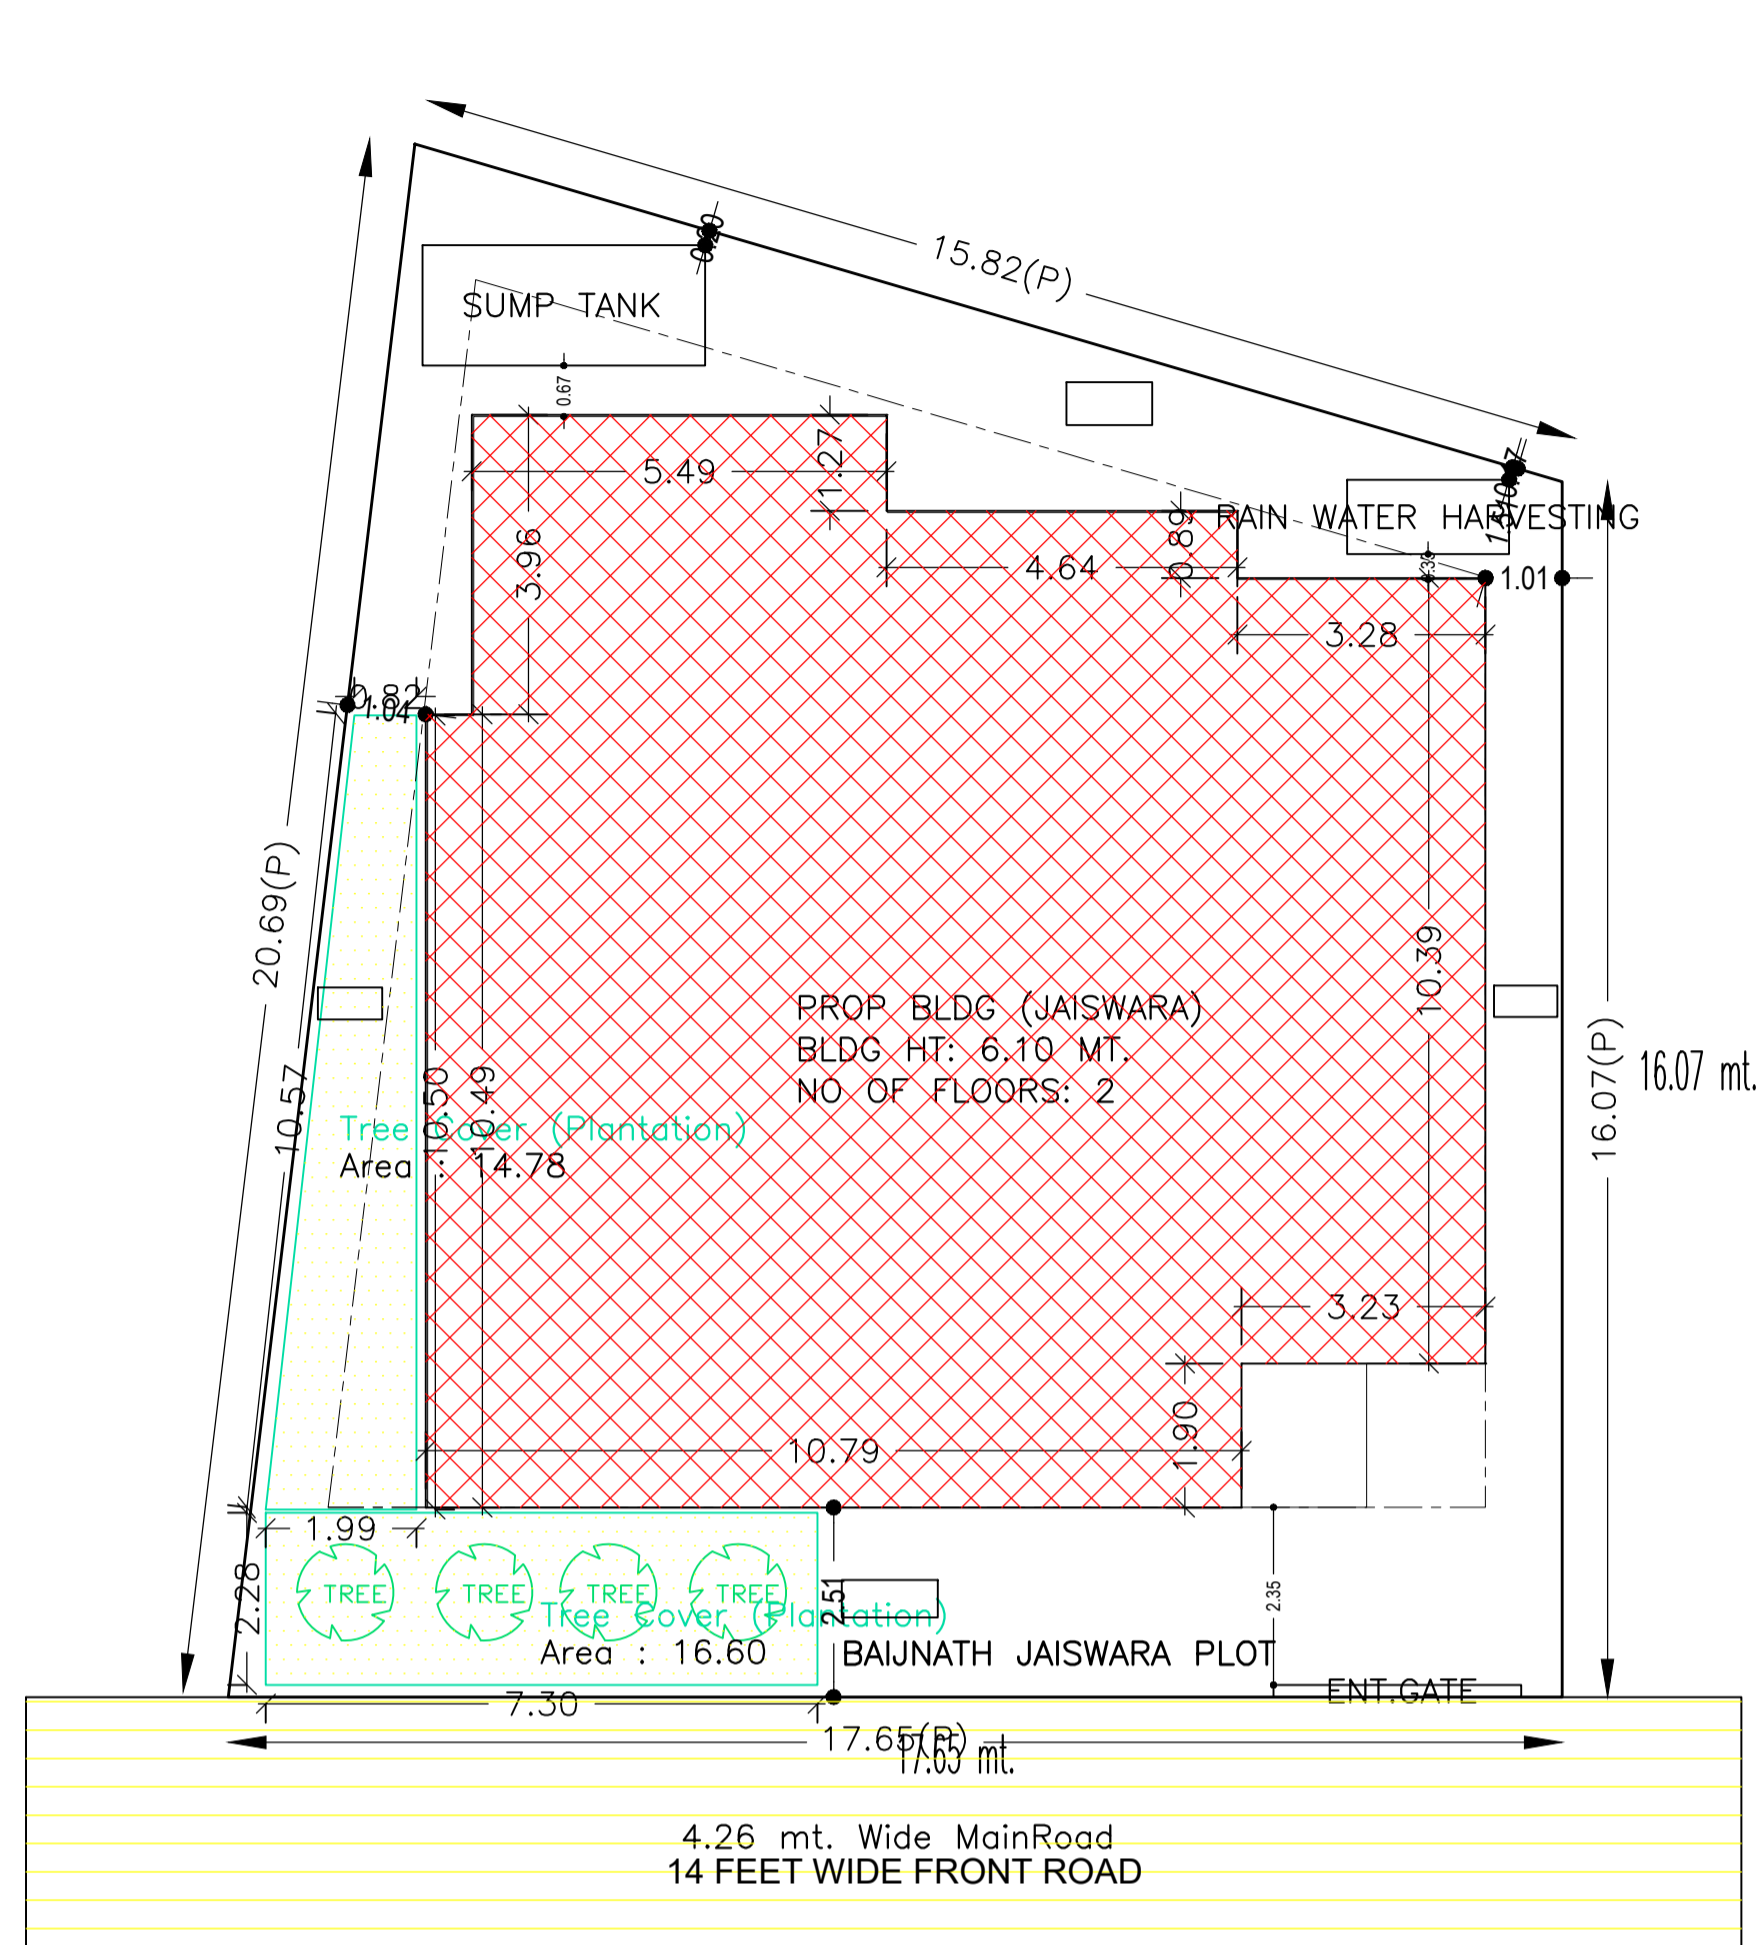 15.82(P)
SUMP TANK
0.67
1.27
5.49
3.96
RAIN WATER HARVESTING
0.89
4.64
1.01
3.28
0.82
1.04
20.69(P)
10.39
PROP BLDG (JAISWARA)
BLDG HT: 6.10 MT.
NO OF FLOORS: 2
16.07(P)
16.07 mt.
10.57
10.50
10.49
Tree Cover (Plantation)
Area : 14.78
3.23
1.90
10.79
1.99
2.28
TREE TREE TREE TREE
2.51
2.35
Tree Cover (Plantation)
Area : 16.60
BAIJNATH JAISWARA PLOT
ENT.GATE
7.30
17.65(P)
17.65 mt.
4.26 mt. Wide MainRoad
14 FEET WIDE FRONT ROAD